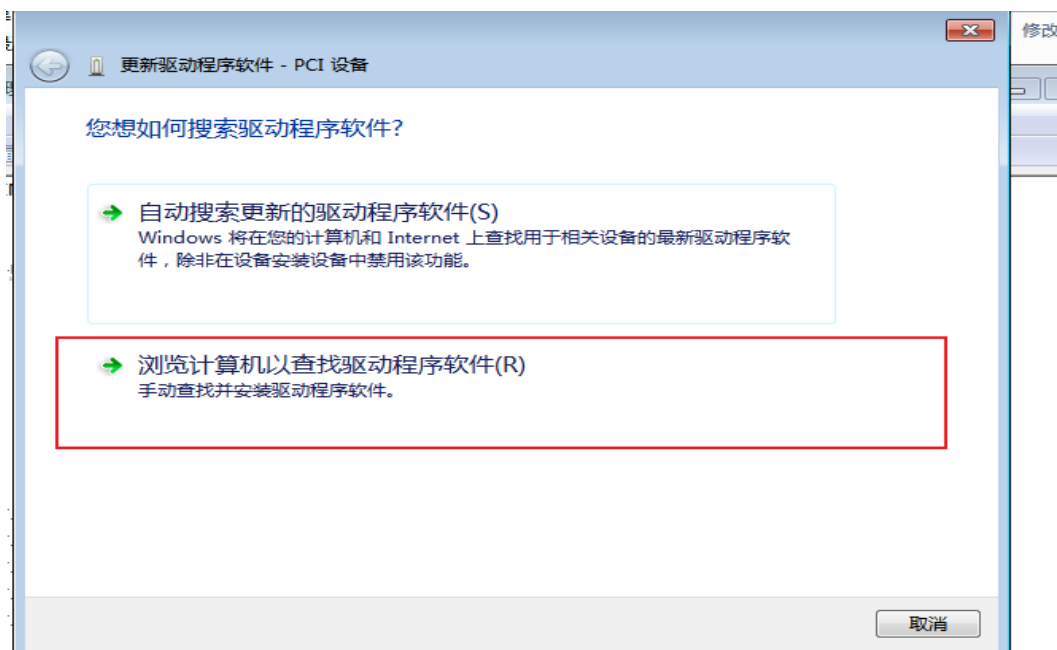 修改
更新驱动程序软件 - PCI 设备
您想如何搜索驱动程序软件?
自动搜索更新的驱动程序软件(S)
Windows 将在您的计算机和 Internet 上查找用于相关设备的最新驱动程序软
件，除非在设备安装设备中禁用该功能。
浏览计算机以查找驱动程序软件(R)
手动查找并安装驱动程序软件。
取消